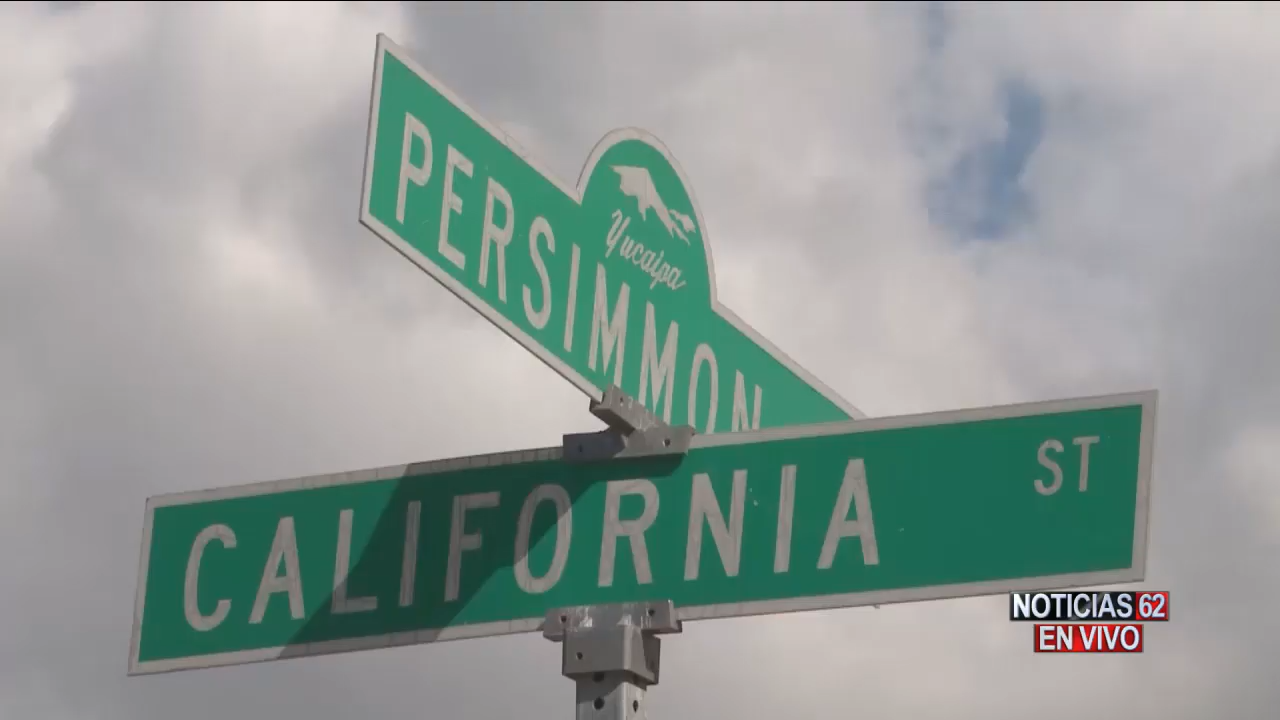 Yucaipa
PERSIMMON
CALIFORNIA ST
NOTICIAS 62
EN VIVO